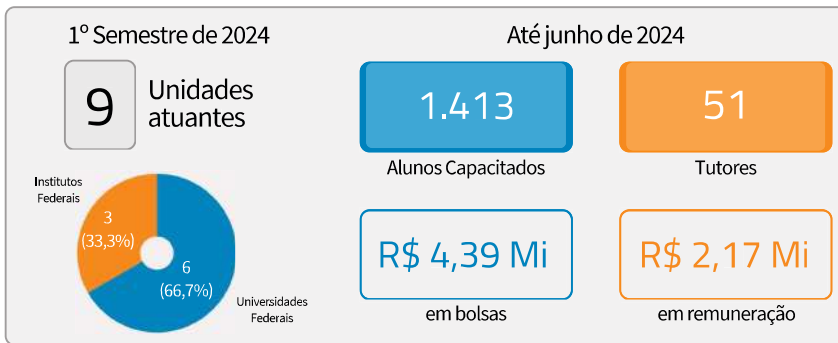 1º Semestre de 2024
9
Unidades
atuantes
Institutos
Federais
3
(33,3%)
6
(66,7%)
Universidades
Federais
Até junho de 2024
1.413
Alunos Capacitados
51
Tutores
R$ 4,39 Mi
em bolsas
R$ 2,17 Mi
em remuneração